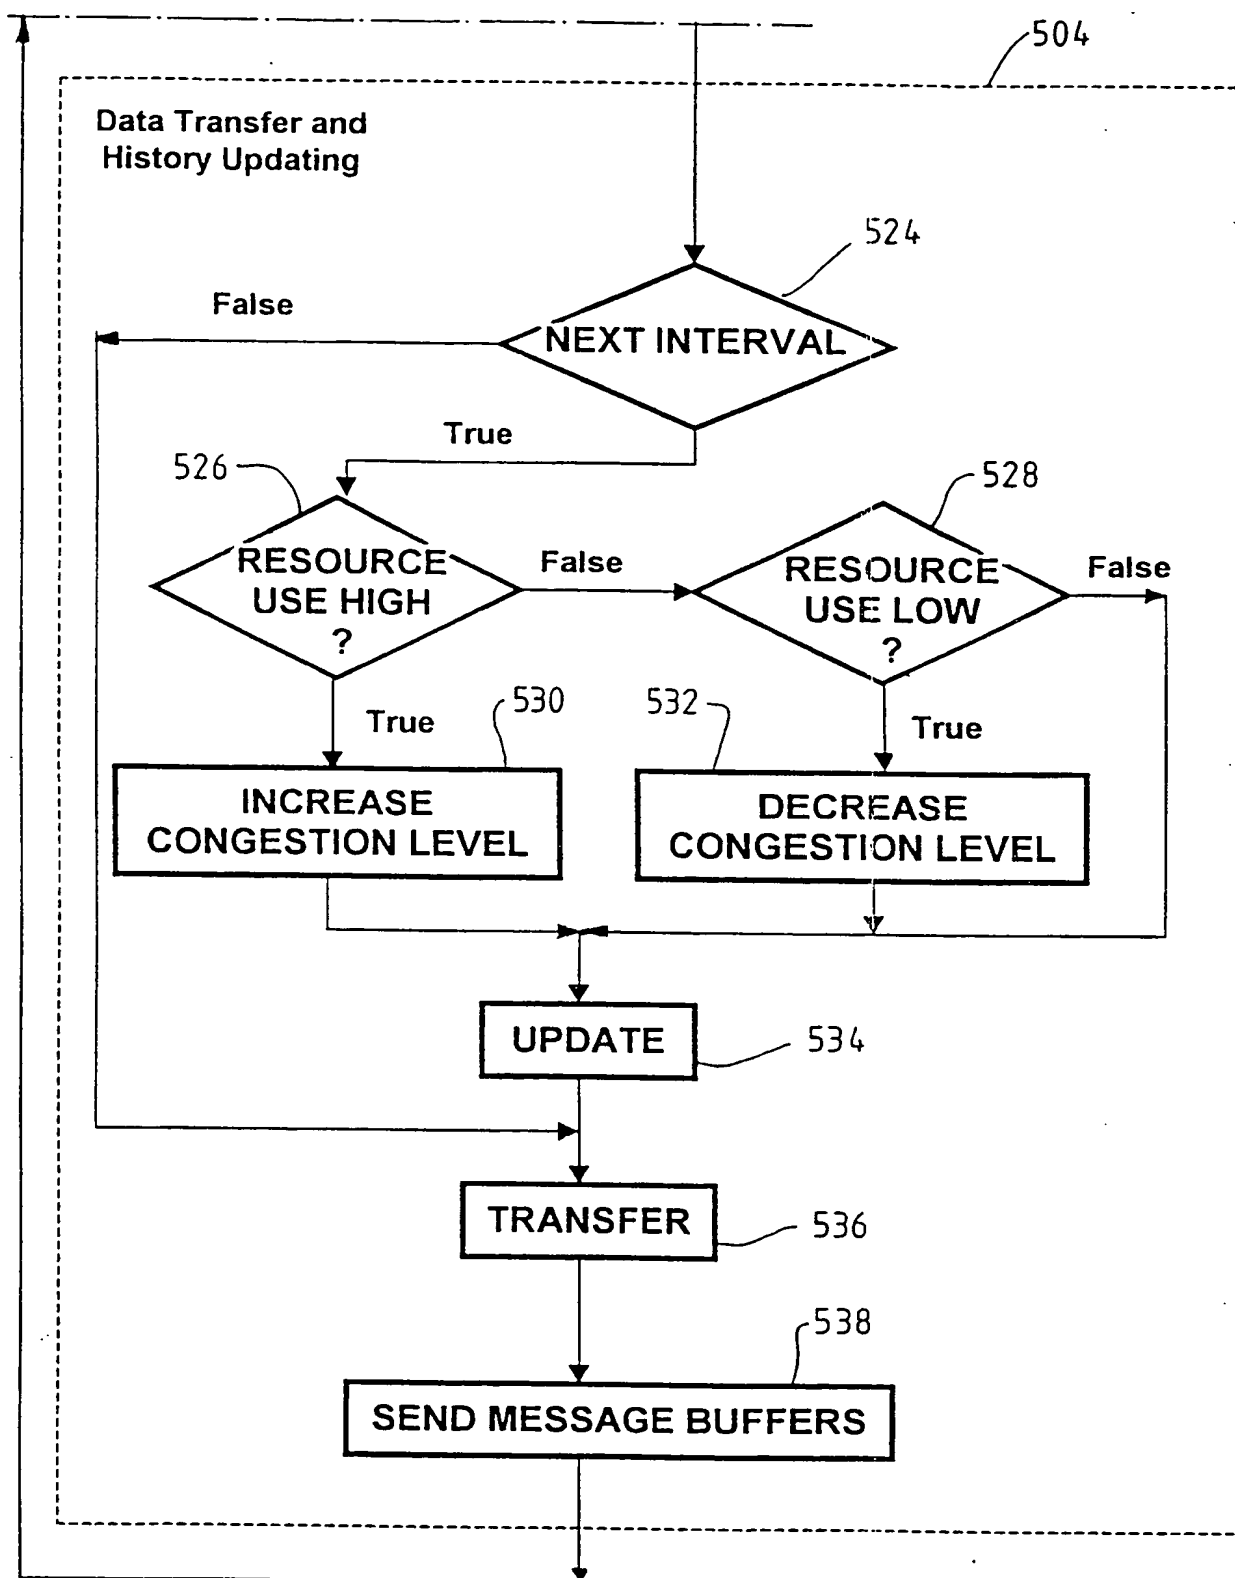 504
Data Transfer and
History Updating
524
False
NEXT INTERVAL
True
526
528
RESOURCE
USE HIGH
?
False
RESOURCE
USE LOW
?
False
530
532
True
True
INCREASE
CONGESTION LEVEL
DECREASE
CONGESTION LEVEL
UPDATE
534
TRANSFER
536
538
SEND MESSAGE BUFFERS